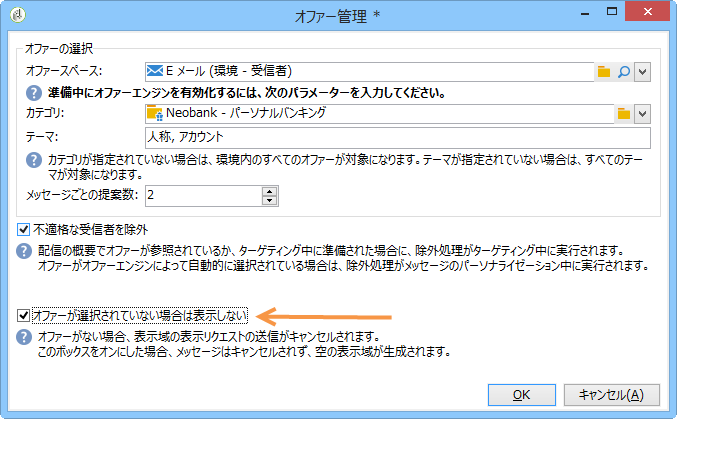 オファー管理 *
オファーの選択
オファースペース:
E メール (環境 - 受信者)
準備中にオファーエンジンを有効化するには、次のパラメーターを入力してください。
カテゴリ:
Neobank - パーソナルバンキング
テーマ:
人称, アカウント
カテゴリが指定されていない場合は、環境内のすべてのオファーが対象になります。テーマが指定されていない場合は、すべてのテー
マが対象になります。
メッセージごとの提案数:
2
不適格な受信者を除外
配信の概要でオファーが参照されているか、ターゲティング中に準備された場合に、除外処理がターゲティング中に実行されます。
オファーがオファーエンジンによって自動的に選択されている場合は、除外処理がメッセージのパーソナライゼーション中に実行されます。
オファーが選択されていない場合は表示しない
オファーがない場合、表示域の表示リクエストの送信がキャンセルされます。
このボックスをオンにした場合、メッセージはキャンセルされず、空の表示域が生成されます。
OK
キャンセル(A)